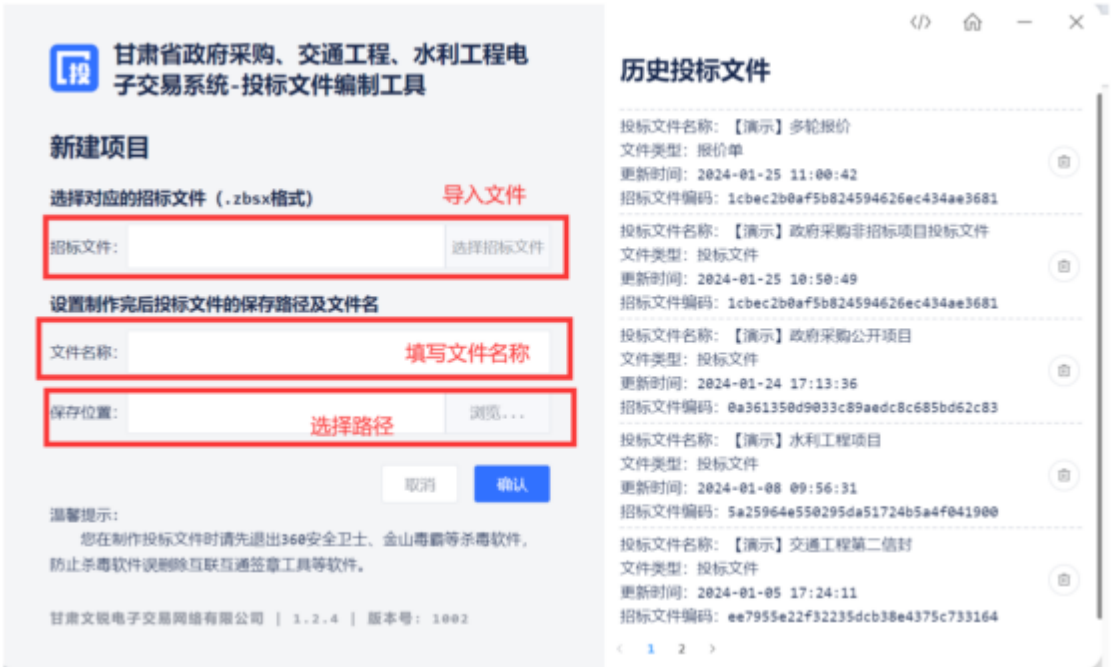 投
甘肃省政府采购、交通工程、水利工程电
子交易系统-投标文件编制工具
新建项目
选择对应的招标文件（.zbsx格式）
导入文件
招标文件：
选择招标文件
设置制作完后投标文件的保存路径及文件名
文件名称：
填写文件名称
保存位置：
选择路径
浏览...
取消
确认
温馨提示：
您在制作投标文件时请先退出360安全卫士、金山毒霸等杀毒软件，
防止杀毒软件误删除互联互通签章工具等软件。
甘肃文锐电子交易网络有限公司 | 1.2.4 | 版本号: 1002
历史投标文件
投标文件名称：【演示】多轮报价
文件类型：报价单
更新时间：2024-01-25 11:00:42
招标文件编码：1cbec2b0af5b824594626ec434ae3681
投标文件名称：【演示】政府采购非招标项目投标文件
文件类型：投标文件
更新时间：2024-01-25 10:50:49
招标文件编码：1cbec2b0af5b824594626ec434ae3681
投标文件名称：【演示】政府采购公开项目
文件类型：投标文件
更新时间：2024-01-24 17:13:36
招标文件编码：0a361350d9033c89aedc8c685bd62c83
投标文件名称：【演示】水利工程项目
文件类型：投标文件
更新时间：2024-01-08 09:56:31
招标文件编码：5a25964e550295da51724b5a4f041900
投标文件名称：【演示】交通工程第二信封
文件类型：投标文件
更新时间：2024-01-05 17:24:11
招标文件编码：ee7955e22f32235dcb38e4375c733164
1 2